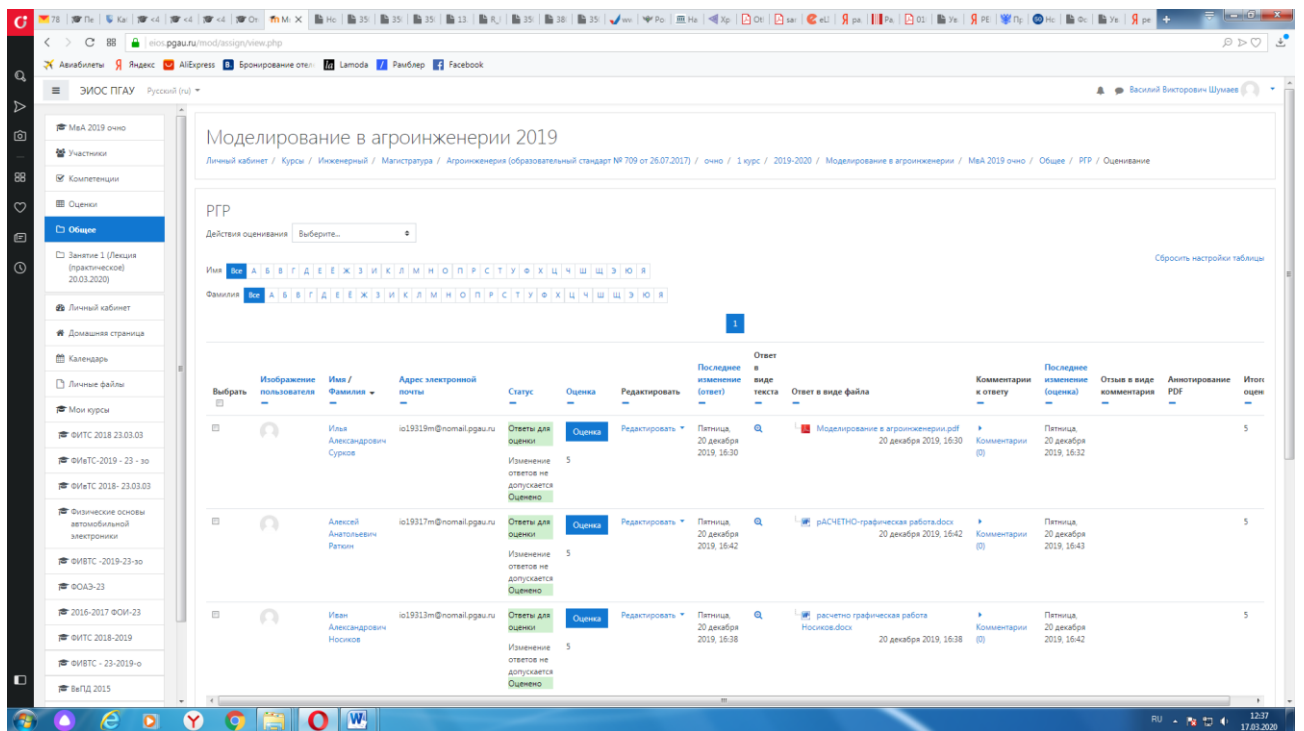 eios.pgau.ru/mod/assign/view.php
Авиабилеты Яндекс AliExpress Бронирование отел Lamoda Рамблер Facebook
ЭИОС ПГАУ Русский (ru)
Василий Викторович Шумаев
МвА 2019 очно
Участники
Компетенции
Оценки
Общее
Занятие 1 (Лекция
(практическое)
20.03.2020)
Личный кабинет
Домашняя страница
Календарь
Личные файлы
Мои курсы
ФИТС 2018 23.03.03
ФИвТС-2019 - 23 - зо
ФИвТС 2018- 23.03.03
Физические основы
автомобильной
электроники
ФИВТС -2019-23-зо
ФОАЭ-23
2016-2017 ФОИ-23
ФИТС 2018-2019
ФИВТС - 23-2019-о
ВвПД 2015
Моделирование в агроинженерии 2019
Личный кабинет / Курсы / Инженерный / Магистратура / Агроинженерия (образовательный стандарт № 709 от 26.07.2017) / очно / 1 курс / 2019-2020 / Моделирование в агроинженерии / МвА 2019 очно / Общее / РГР / Оценивание
РГР
Действия оценивания Выберите...
Сбросить настройки таблицы
Имя Все А Б В Г Д Е Ё Ж З И К Л М Н О П Р С Т У Ф Х Ц Ч Ш Щ Э Ю Я
Фамилия Все А Б В Г Д Е Ё Ж З И К Л М Н О П Р С Т У Ф Х Ц Ч Ш Щ Э Ю Я
1
Выбрать
Изображение
пользователя
Имя /
Фамилия
Адрес электронной
почты
Статус
Оценка
Редактировать
Последнее
изменение
(ответ)
Ответ
в
виде
текста
Ответ в виде файла
Комментарии
к ответу
Последнее
изменение
(оценка)
Отзыв в виде
комментария
Аннотирование
PDF
Итого
оцен
Илья
Александрович
Сурков
io19319m@nomail.pgau.ru
Ответы для
оценки
Изменение
ответов не
допускается
Оценено
Оценка
5
Редактировать
Пятница,
20 декабря
2019, 16:30
Моделирование в агроинженерии.pdf
20 декабря 2019, 16:30
Комментарии
(0)
Пятница,
20 декабря
2019, 16:32
5
Алексей
Анатольевич
Раткин
io19317m@nomail.pgau.ru
Ответы для
оценки
Изменение
ответов не
допускается
Оценено
Оценка
5
Редактировать
Пятница,
20 декабря
2019, 16:42
рАСЧЕТНО-графическая работа.docx
20 декабря 2019, 16:42
Комментарии
(0)
Пятница,
20 декабря
2019, 16:43
5
Иван
Александрович
Носиков
io19313m@nomail.pgau.ru
Ответы для
оценки
Изменение
ответов не
допускается
Оценено
Оценка
5
Редактировать
Пятница,
20 декабря
2019, 16:38
расчетно графическая работа
Носиков.docx
20 декабря 2019, 16:38
Комментарии
(0)
Пятница,
20 декабря
2019, 16:42
5
RU
12:37
17.03.2020